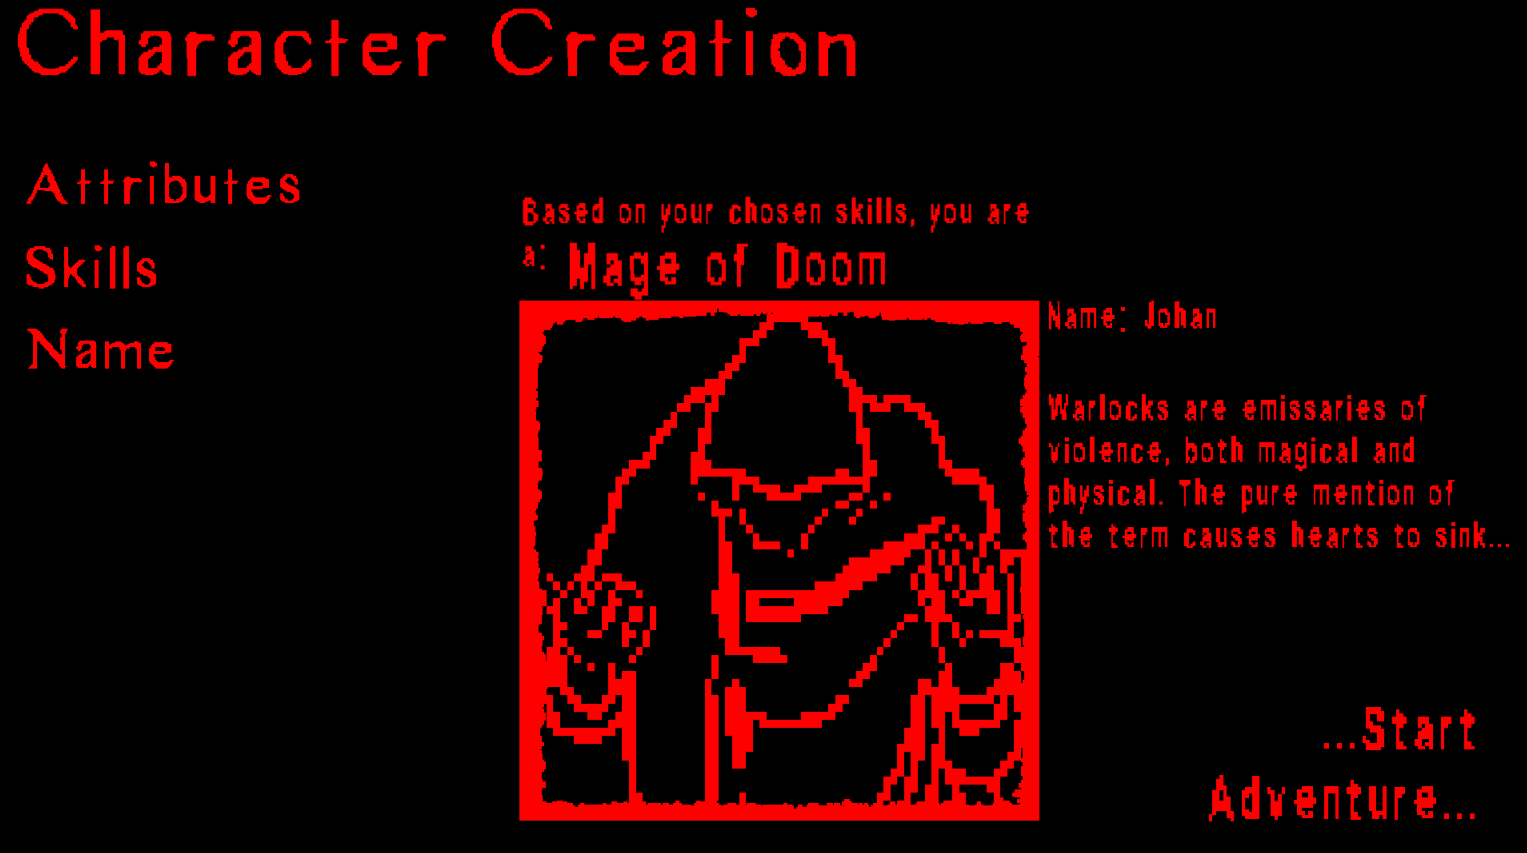 Character Creation
Attributes
Skills
Name
Based on your chosen skills, you are
a: Mage of Doom
Name: Johan
Warlocks are emissaries of
violence, both magical and
physical. The pure mention of
the term causes hearts to sink...
...Start
Adventure...